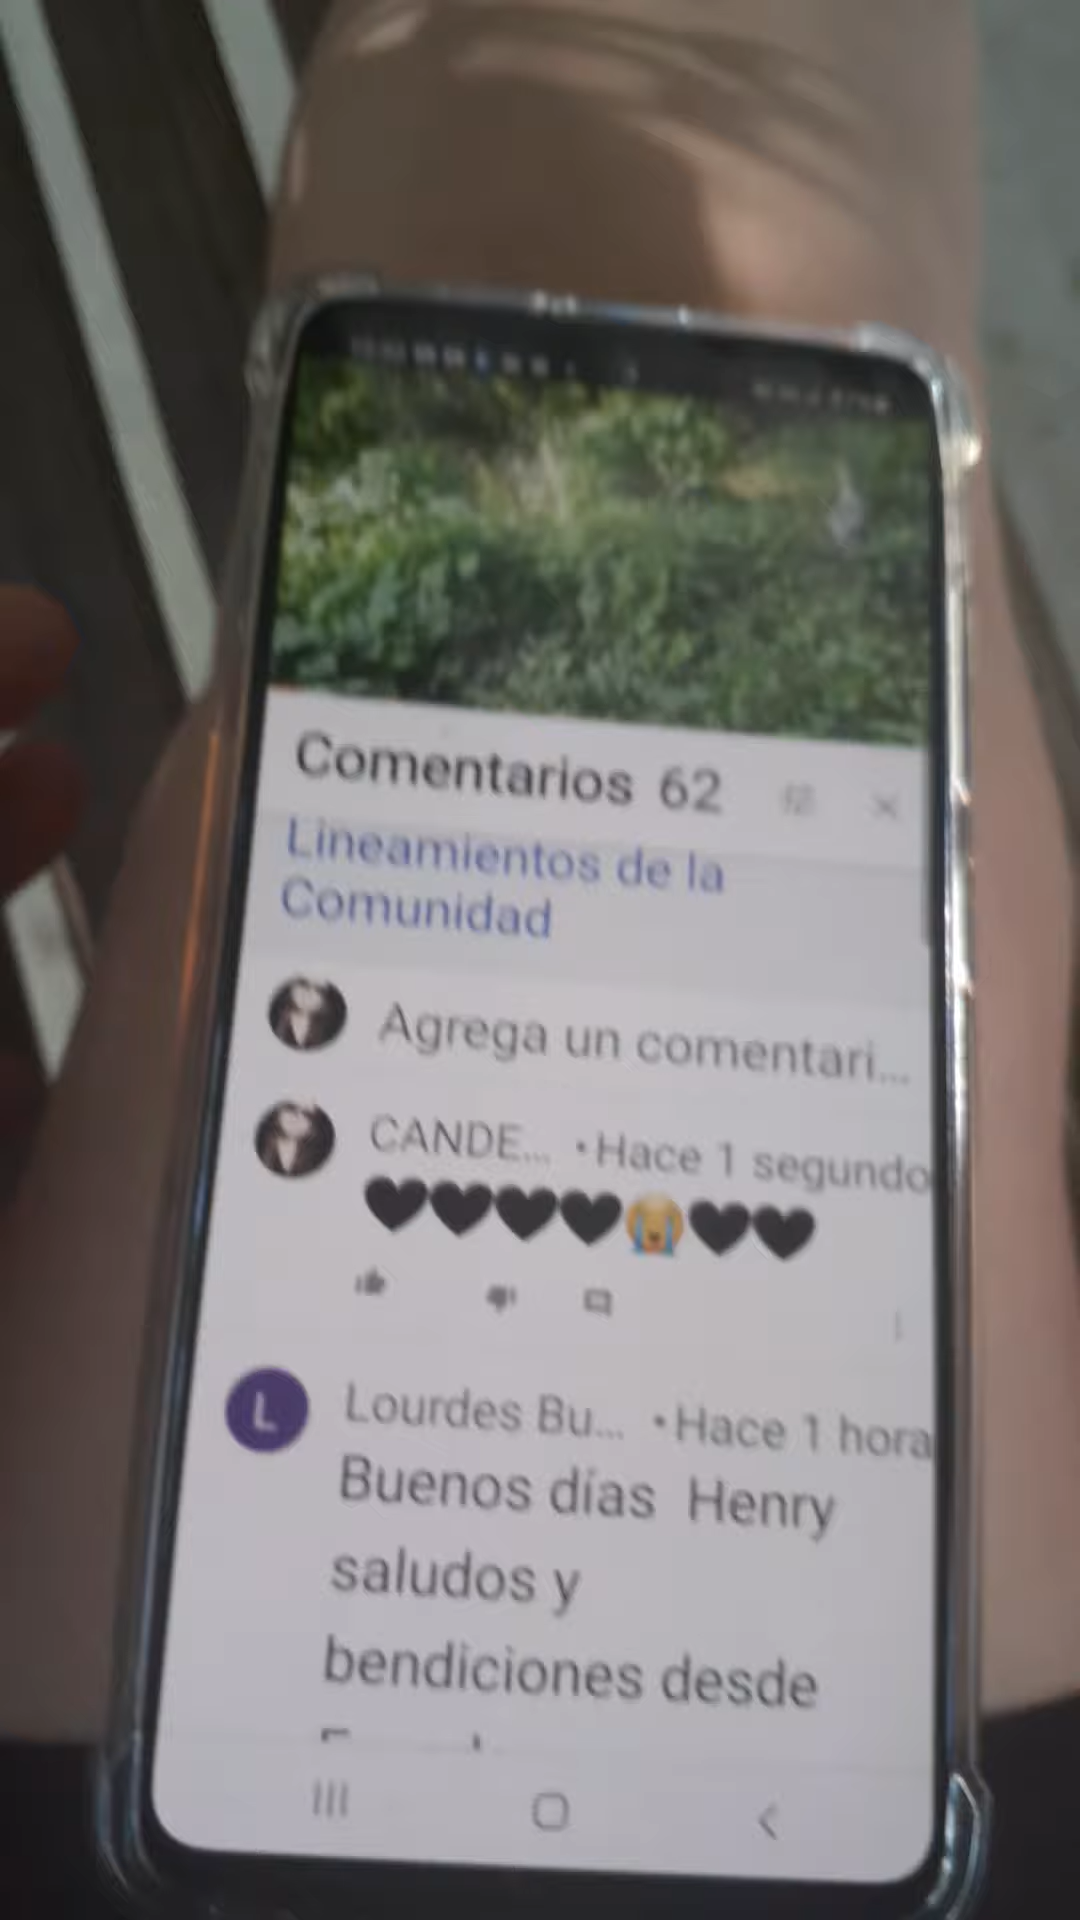 Comentarios 62
Lineamientos de la
Comunidad
Agrega un comentari...
CANDE... • Hace 1 segundo
🖤🖤🖤🖤😭🖤🖤
L
Lourdes Bu... • Hace 1 hora
Buenos días Henry
saludos y
bendiciones desde